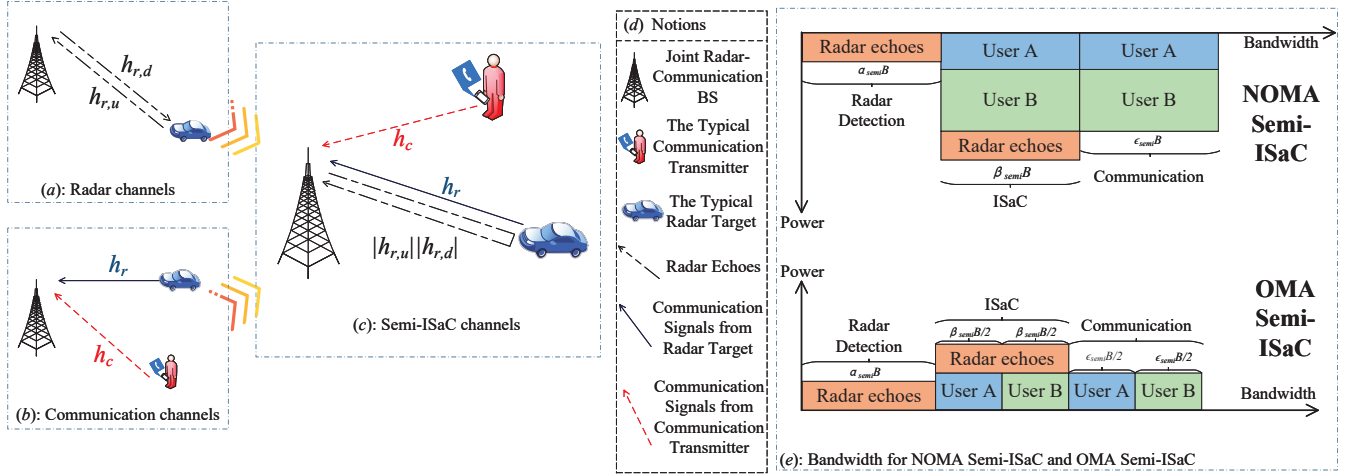 h_{r,d}
h_{r,u}
(a): Radar channels
h_r
h_c
(b): Communication channels
h_c
h_r
|h_{r,u}||h_{r,d}|
(c): Semi-ISaC channels
(d) Notions
Joint Radar-
Communication
BS
The Typical
Communication
Transmitter
The Typical
Radar Target
Radar Echoes
Communication
Signals from
Radar Target
Communication
Signals from
Communication
Transmitter
Radar echoes
User A
User A
Bandwidth
α_{semi}B
Radar
Detection
User B
User B
NOMA
Semi-
ISaC
Radar echoes
ϵ_{semi}B
β_{semi}B
Communication
ISaC
Power
Power
OMA
Semi-
ISaC
ISaC
Radar
Detection
β_{semi}B/2
β_{semi}B/2
Communication
α_{semi}B
Radar echoes
ϵ_{semi}B/2
ϵ_{semi}B/2
Radar echoes
User A
User B
User A
User B
Bandwidth
(e): Bandwidth for NOMA Semi-ISaC and OMA Semi-ISaC